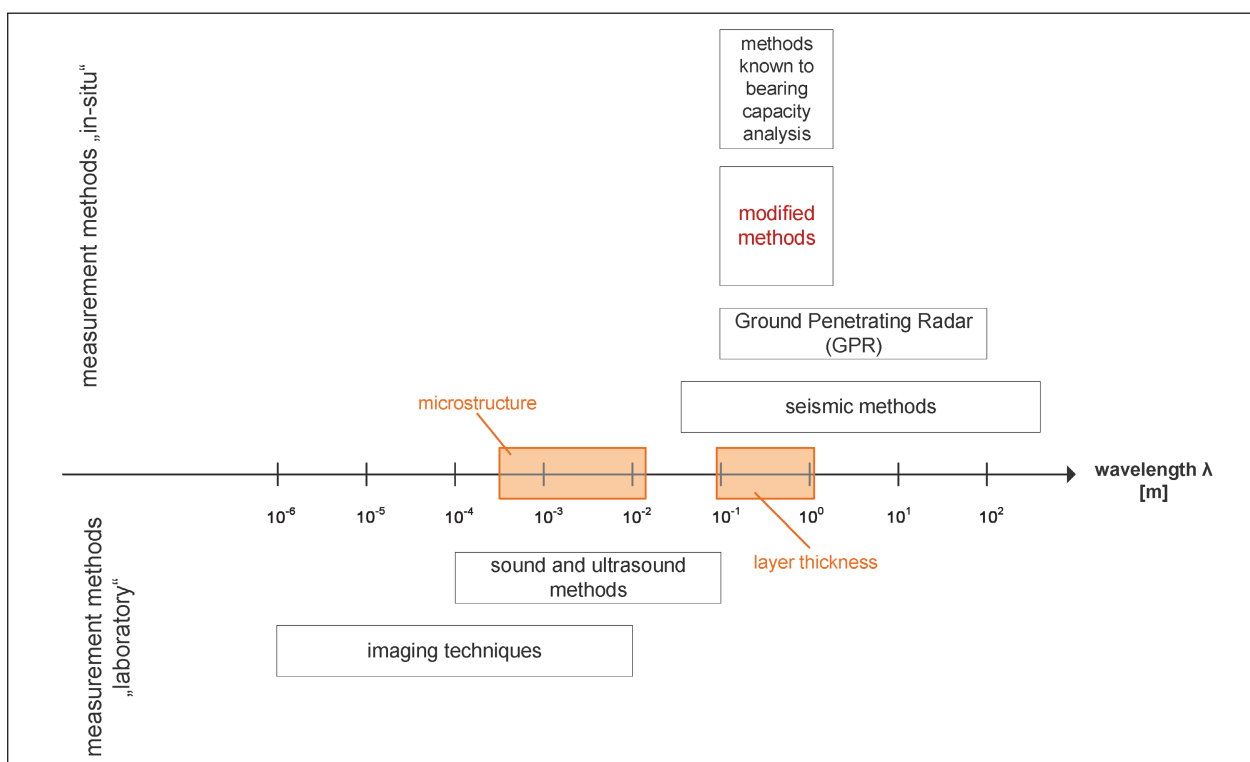 measurement methods „in-situ“
methods
known to
bearing
capacity
analysis
modified
methods
Ground Penetrating Radar
(GPR)
seismic methods
microstructure
wavelength λ
[m]
10⁻⁶ 10⁻⁵ 10⁻⁴ 10⁻³ 10⁻² 10⁻¹ 10⁰ 10¹ 10²
layer thickness
measurement methods
„laboratory“
sound and ultrasound
methods
imaging techniques